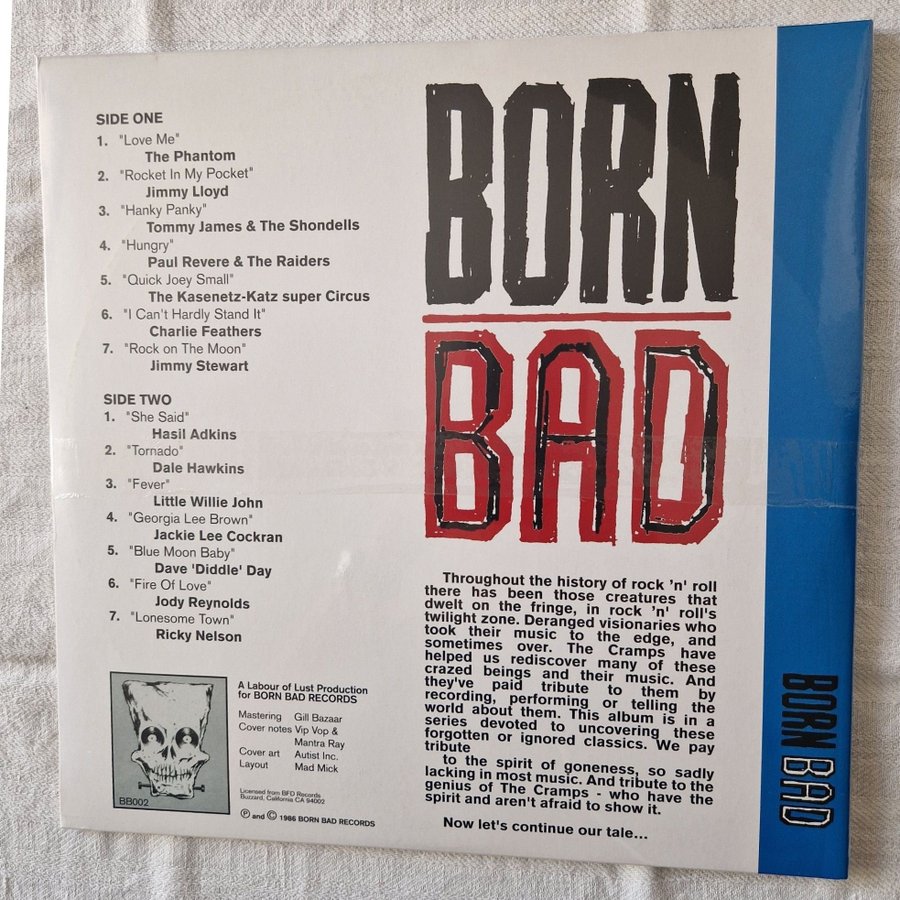 SIDE ONE
1. "Love Me"
The Phantom
2. "Rocket In My Pocket"
Jimmy Lloyd
3. "Hanky Panky"
Tommy James & The Shondells
4. "Hungry"
Paul Revere & The Raiders
5. "Quick Joey Small"
The Kasenetz-Katz super Circus
6. "I Can't Hardly Stand It"
Charlie Feathers
7. "Rock on The Moon"
Jimmy Stewart
SIDE TWO
1. "She Said"
Hasil Adkins
2. "Tornado"
Dale Hawkins
3. "Fever"
Little Willie John
4. "Georgia Lee Brown"
Jackie Lee Cockran
5. "Blue Moon Baby"
Dave 'Diddle' Day
6. "Fire Of Love"
Jody Reynolds
7. "Lonesome Town"
Ricky Nelson
BB002
A Labour of Lust Production
for BORN BAD RECORDS
Mastering Gill Bazaar
Cover notes Vip Vop &
Mantra Ray
Cover art Autist Inc.
Layout Mad Mick
Licensed from BFD Records
Buzzard, California CA 94002
℗ and © 1986 BORN BAD RECORDS
BORN
BAD
Throughout the history of rock 'n' roll
there has been those creatures that
dwelt on the fringe, in rock 'n' roll's
twilight zone. Deranged visionaries who
took their music to the edge, and
sometimes over. The Cramps have
helped us rediscover many of these
crazed beings and their music. And
they've paid tribute to them by
recording, performing or telling the
world about them. This album is in a
series devoted to uncovering these
forgotten or ignored classics. We pay
tribute
to the spirit of goneness, so sadly
lacking in most music. And tribute to the
genius of The Cramps - who have the
spirit and aren't afraid to show it.
Now let's continue our tale...
BORN BAD